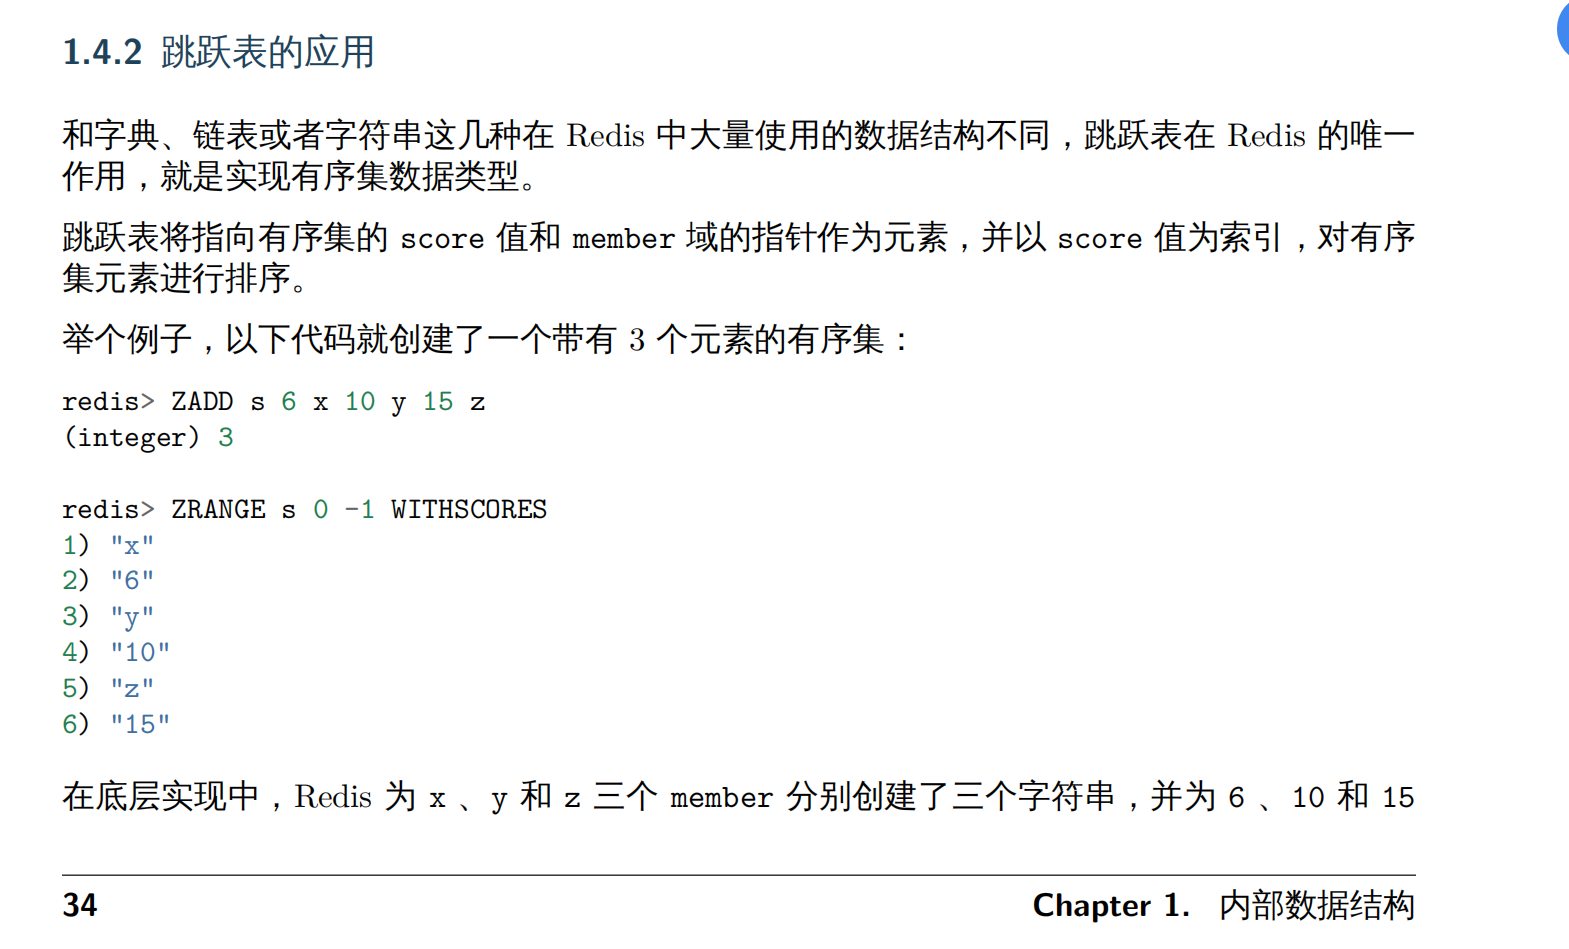 1.4.2 跳跃表的应用
和字典、链表或者字符串这几种在 Redis 中大量使用的数据结构不同，跳跃表在 Redis 的唯一
作用，就是实现有序集数据类型。
跳跃表将指向有序集的 score 值和 member 域的指针作为元素，并以 score 值为索引，对有序
集元素进行排序。
举个例子，以下代码就创建了一个带有 3 个元素的有序集：
redis> ZADD s 6 x 10 y 15 z
(integer) 3
redis> ZRANGE s 0 -1 WITHSCORES
1) "x"
2) "6"
3) "y"
4) "10"
5) "z"
6) "15"
在底层实现中，Redis 为 x 、y 和 z 三个 member 分别创建了三个字符串，并为 6 、10 和 15
34 Chapter 1. 内部数据结构